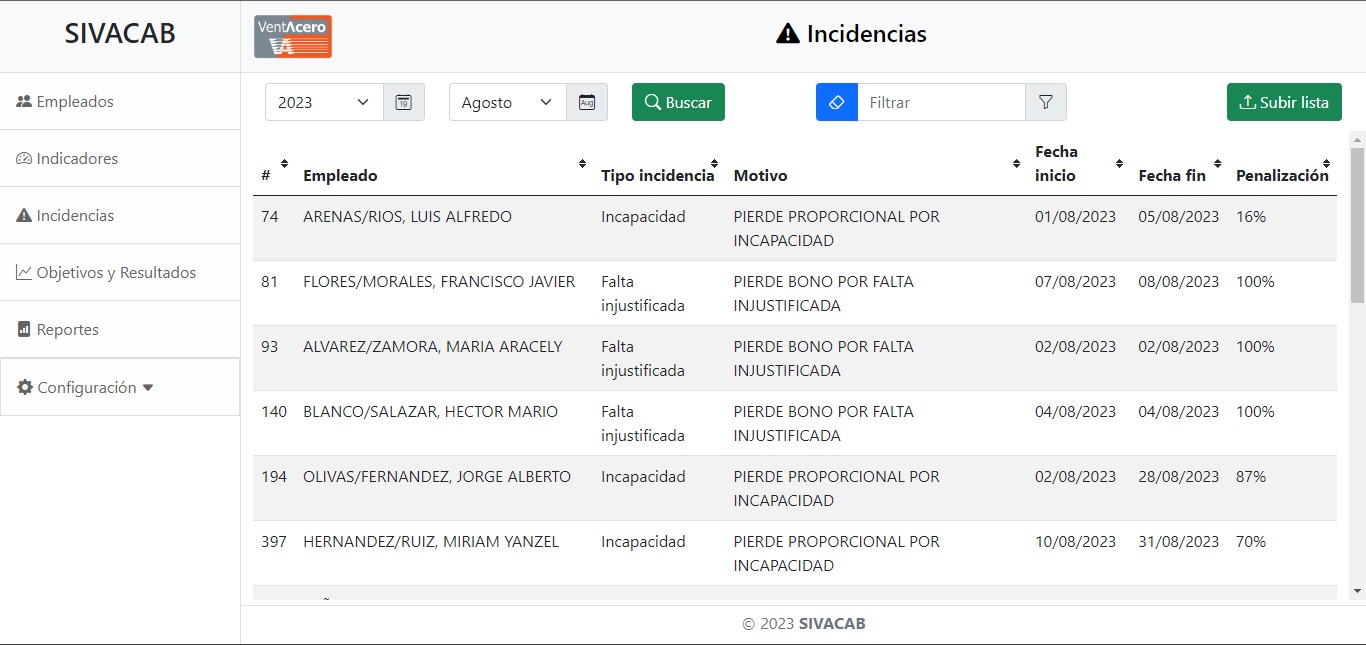 SIVACAB
VentAcero
VA
Incidencias
Empleados
Indicadores
Incidencias
Objetivos y Resultados
Reportes
Configuración
2023
19
Agosto
Aug
Buscar
Filtrar
Subir lista
# Empleado Tipo incidencia Motivo Fecha inicio Fecha fin Penalización
74 ARENAS/RIOS, LUIS ALFREDO Incapacidad PIERDE PROPORCIONAL POR 01/08/2023 05/08/2023 16%
INCAPACIDAD
81 FLORES/MORALES, FRANCISCO JAVIER Falta PIERDE BONO POR FALTA 07/08/2023 08/08/2023 100%
injustificada INJUSTIFICADA
93 ALVAREZ/ZAMORA, MARIA ARACELY Falta PIERDE BONO POR FALTA 02/08/2023 02/08/2023 100%
injustificada INJUSTIFICADA
140 BLANCO/SALAZAR, HECTOR MARIO Falta PIERDE BONO POR FALTA 04/08/2023 04/08/2023 100%
injustificada INJUSTIFICADA
194 OLIVAS/FERNANDEZ, JORGE ALBERTO Incapacidad PIERDE PROPORCIONAL POR 02/08/2023 28/08/2023 87%
INCAPACIDAD
397 HERNANDEZ/RUIZ, MIRIAM YANZEL Incapacidad PIERDE PROPORCIONAL POR 10/08/2023 31/08/2023 70%
INCAPACIDAD
© 2023 SIVACAB